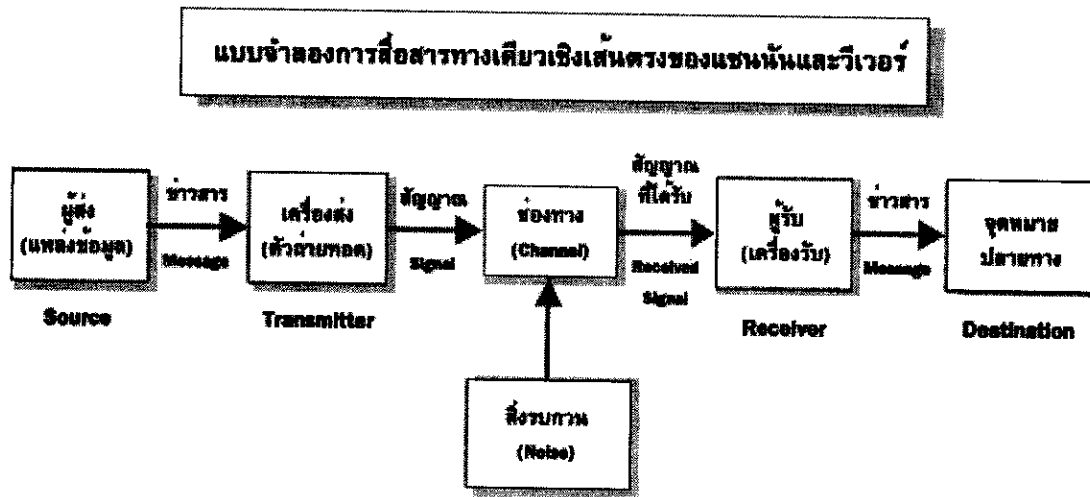 แบบจำลองการสื่อสารทางเดียวเชิงเส้นตรงของแชนนันและวีเวอร์
ผู้ส่ง
(แหล่งข้อมูล)
Source
ข่าวสาร
Message
เครื่องส่ง
(ตัวถ่ายทอด)
Transmitter
สัญญาณ
Signal
ช่องทาง
(Channel)
สัญญาณ
ที่ได้รับ
Received
Signal
ผู้รับ
(เครื่องรับ)
Receiver
ข่าวสาร
Message
จุดหมาย
ปลายทาง
Destination
สิ่งรบกวน
(Noise)